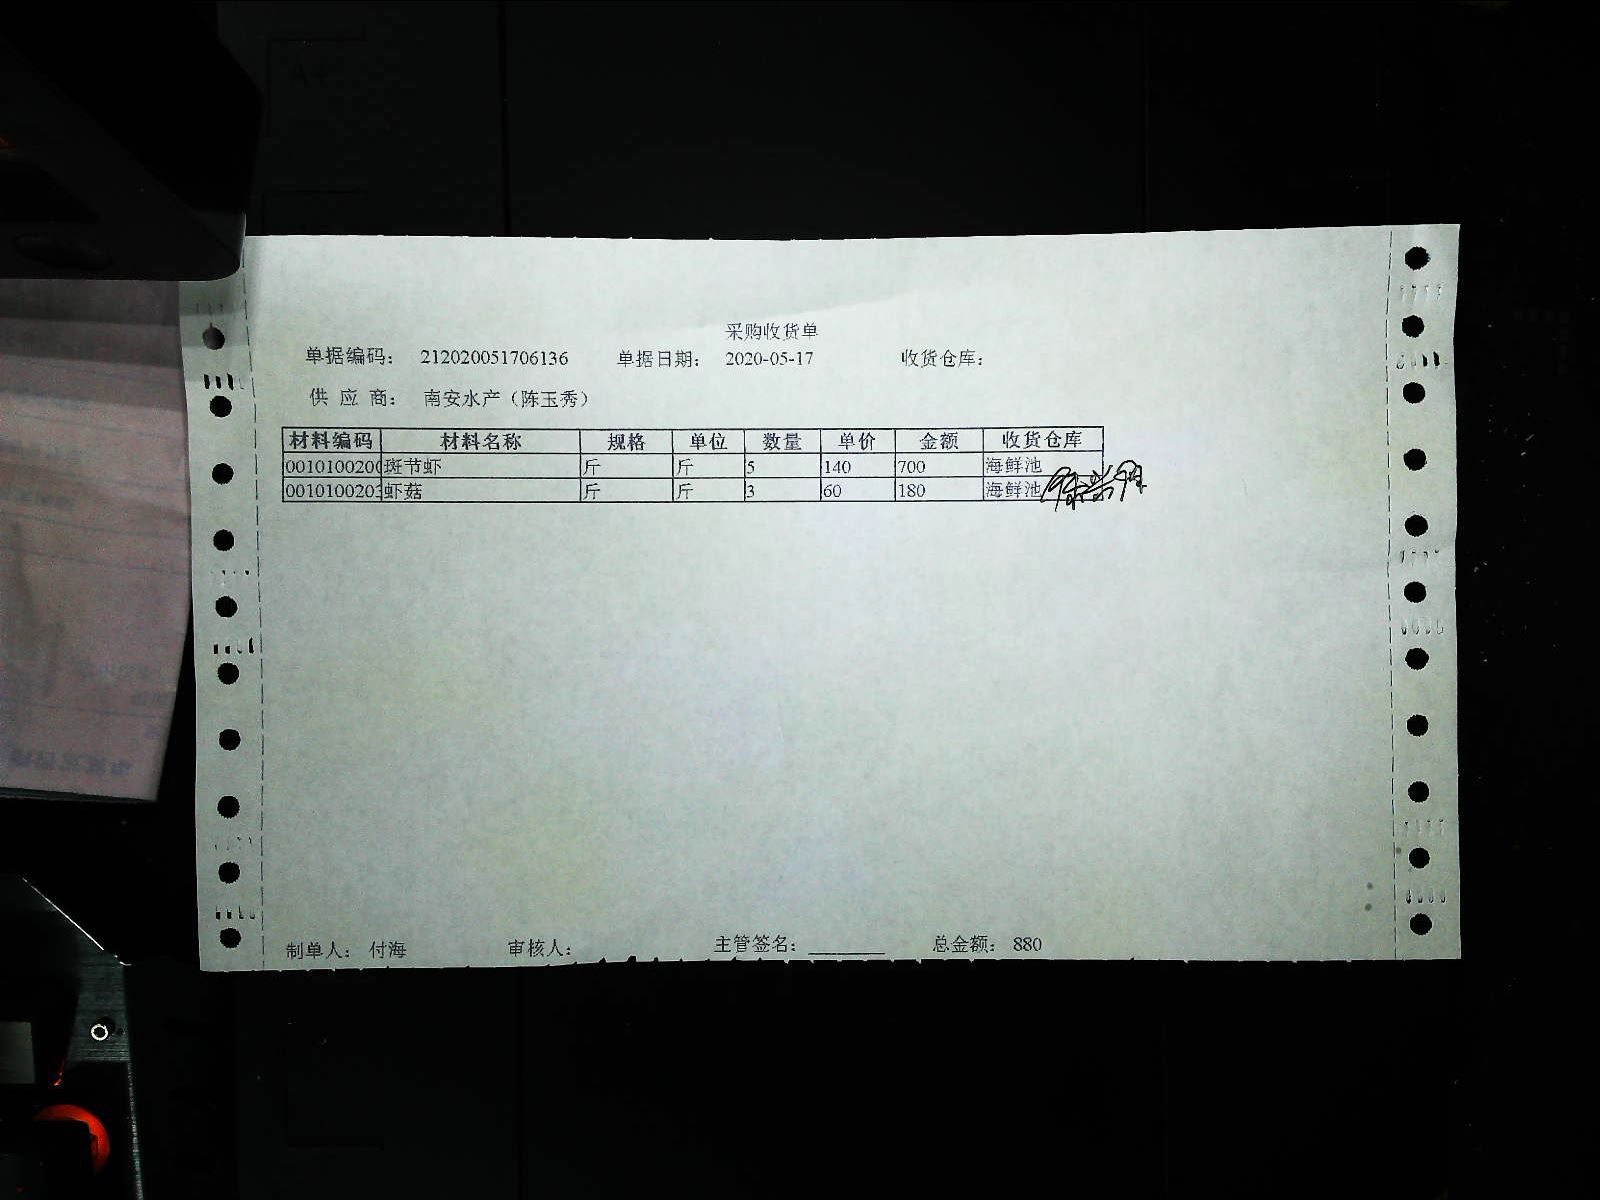 采购收货单
单据编码： 212020051706136 单据日期： 2020-05-17 收货仓库：
供 应 商： 南安水产（陈玉秀）
材料编码 材料名称 规格 单位 数量 单价 金额 收货仓库
0010100200 斑节虾 斤 斤 5 140 700 海鲜池
001010020 虾菇 斤 斤 3 60 180 海鲜池
制单人： 付海 审核人： 主管签名： 总金额： 880